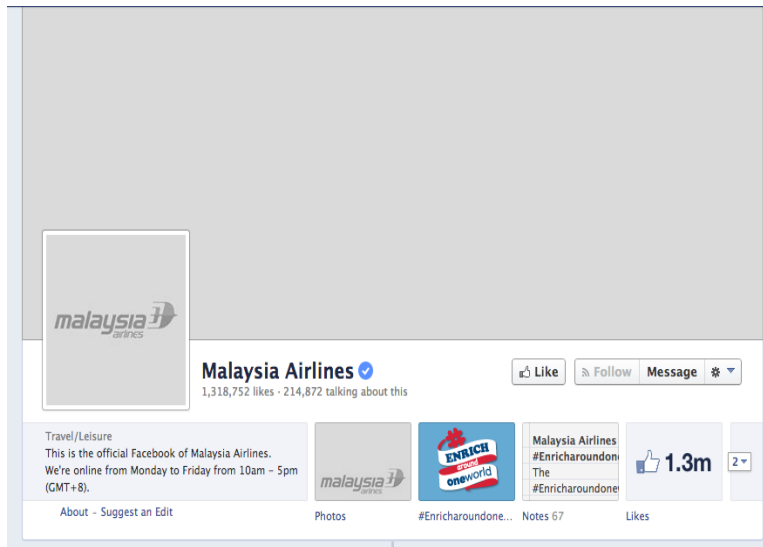 malaysia
airlines
Malaysia Airlines
1,318,752 likes · 214,872 talking about this
Like
Follow
Message
Travel/Leisure
This is the official Facebook of Malaysia Airlines.
We're online from Monday to Friday from 10am – 5pm
(GMT+8).
About – Suggest an Edit
malaysia
airlines
Photos
ENRICH
around
oneworld
#Enricharoundone...
Malaysia Airlines
#Enricharoundon
The
#Enricharoundone
Notes 67
1.3m
Likes
2